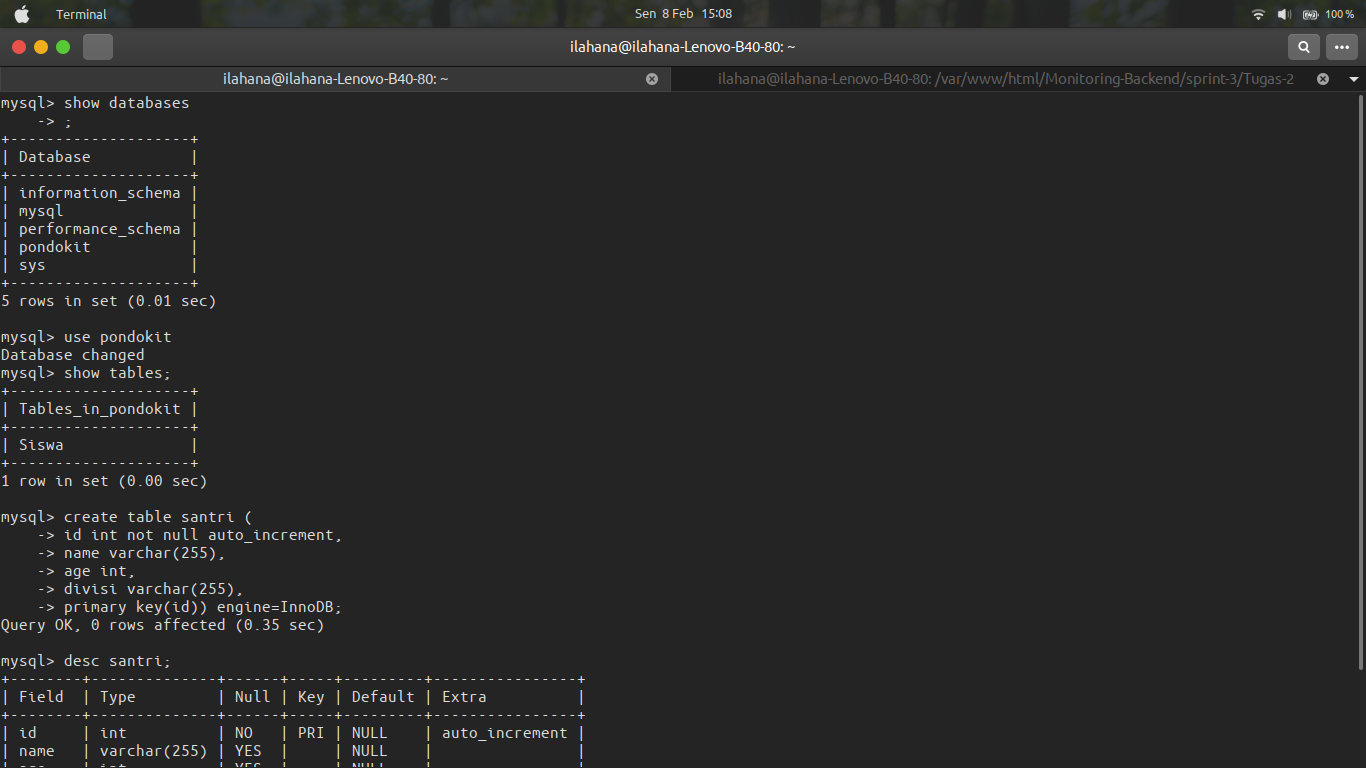 Terminal
Sen 8 Feb 15:08
100 %
ilahana@ilahana-Lenovo-B40-80: ~
ilahana@ilahana-Lenovo-B40-80: ~
ilahana@ilahana-Lenovo-B40-80: /var/www/html/Monitoring-Backend/sprint-3/Tugas-2
mysql> show databases
    -> ;
+--------------------+
| Database           |
+--------------------+
| information_schema |
| mysql              |
| performance_schema |
| pondokit           |
| sys                |
+--------------------+
5 rows in set (0.01 sec)

mysql> use pondokit
Database changed
mysql> show tables;
+--------------------+
| Tables_in_pondokit |
+--------------------+
| Siswa              |
+--------------------+
1 row in set (0.00 sec)

mysql> create table santri (
    -> id int not null auto_increment,
    -> name varchar(255),
    -> age int,
    -> divisi varchar(255),
    -> primary key(id)) engine=InnoDB;
Query OK, 0 rows affected (0.35 sec)

mysql> desc santri;
+--------+--------------+------+-----+---------+----------------+
| Field  | Type         | Null | Key | Default | Extra          |
+--------+--------------+------+-----+---------+----------------+
| id     | int          | NO   | PRI | NULL    | auto_increment |
| name   | varchar(255) | YES  |     | NULL    |                |
| age    | int          | YES  |     | NULL    |                |